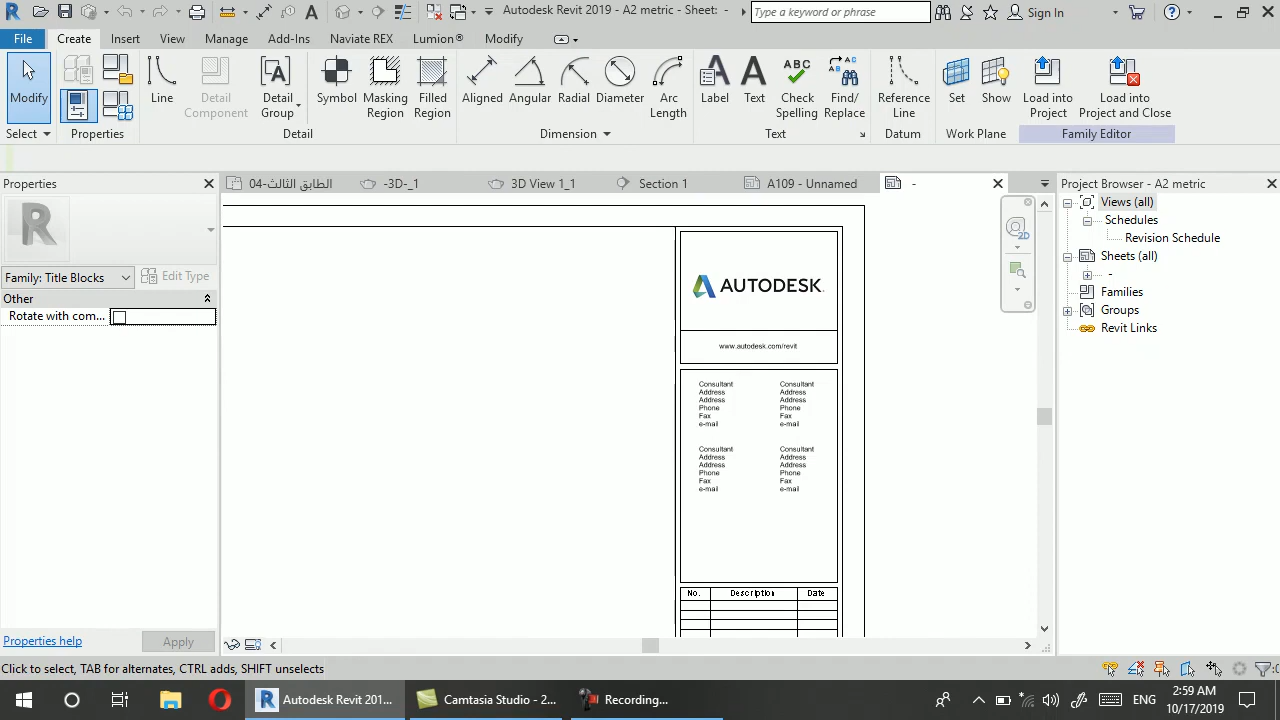 Autodesk Revit 2019 - A2 metric - Sheet: -
Type a keyword or phrase
Sign In
File
Create
Insert
View
Manage
Add-Ins
Naviate REX
Lumion®
Modify
Modify
Line
Detail
Component
Detail
Group
Symbol
Masking
Region
Filled
Region
Aligned
Angular
Radial
Diameter
Arc
Length
Label
Text
Check
Spelling
Find/
Replace
Reference
Line
Set
Show
Load into
Project
Load into
Project and Close
Select
Properties
Detail
Dimension
Text
Datum
Work Plane
Family Editor
Properties
الطابق الثالث-04
-3D-_1
3D View 1_1
Section 1
A109 - Unnamed
-
Project Browser - A2 metric
Family: Title Blocks
Edit Type
Other
Rotate with com...
Views (all)
Schedules
Revision Schedule
Sheets (all)
-
Families
Groups
Revit Links
2D
AUTODESK.
www.autodesk.com/revit
Consultant
Address
Address
Phone
Fax
e-mail
Consultant
Address
Address
Phone
Fax
e-mail
Consultant
Address
Address
Phone
Fax
e-mail
Consultant
Address
Address
Phone
Fax
e-mail
No. Description Date
Properties help
Apply
Click to select, TAB for alternates, CTRL adds, SHIFT unselects
:0
Autodesk Revit 201...
Camtasia Studio - 2...
Recording...
ENG
2:59 AM
10/17/2019